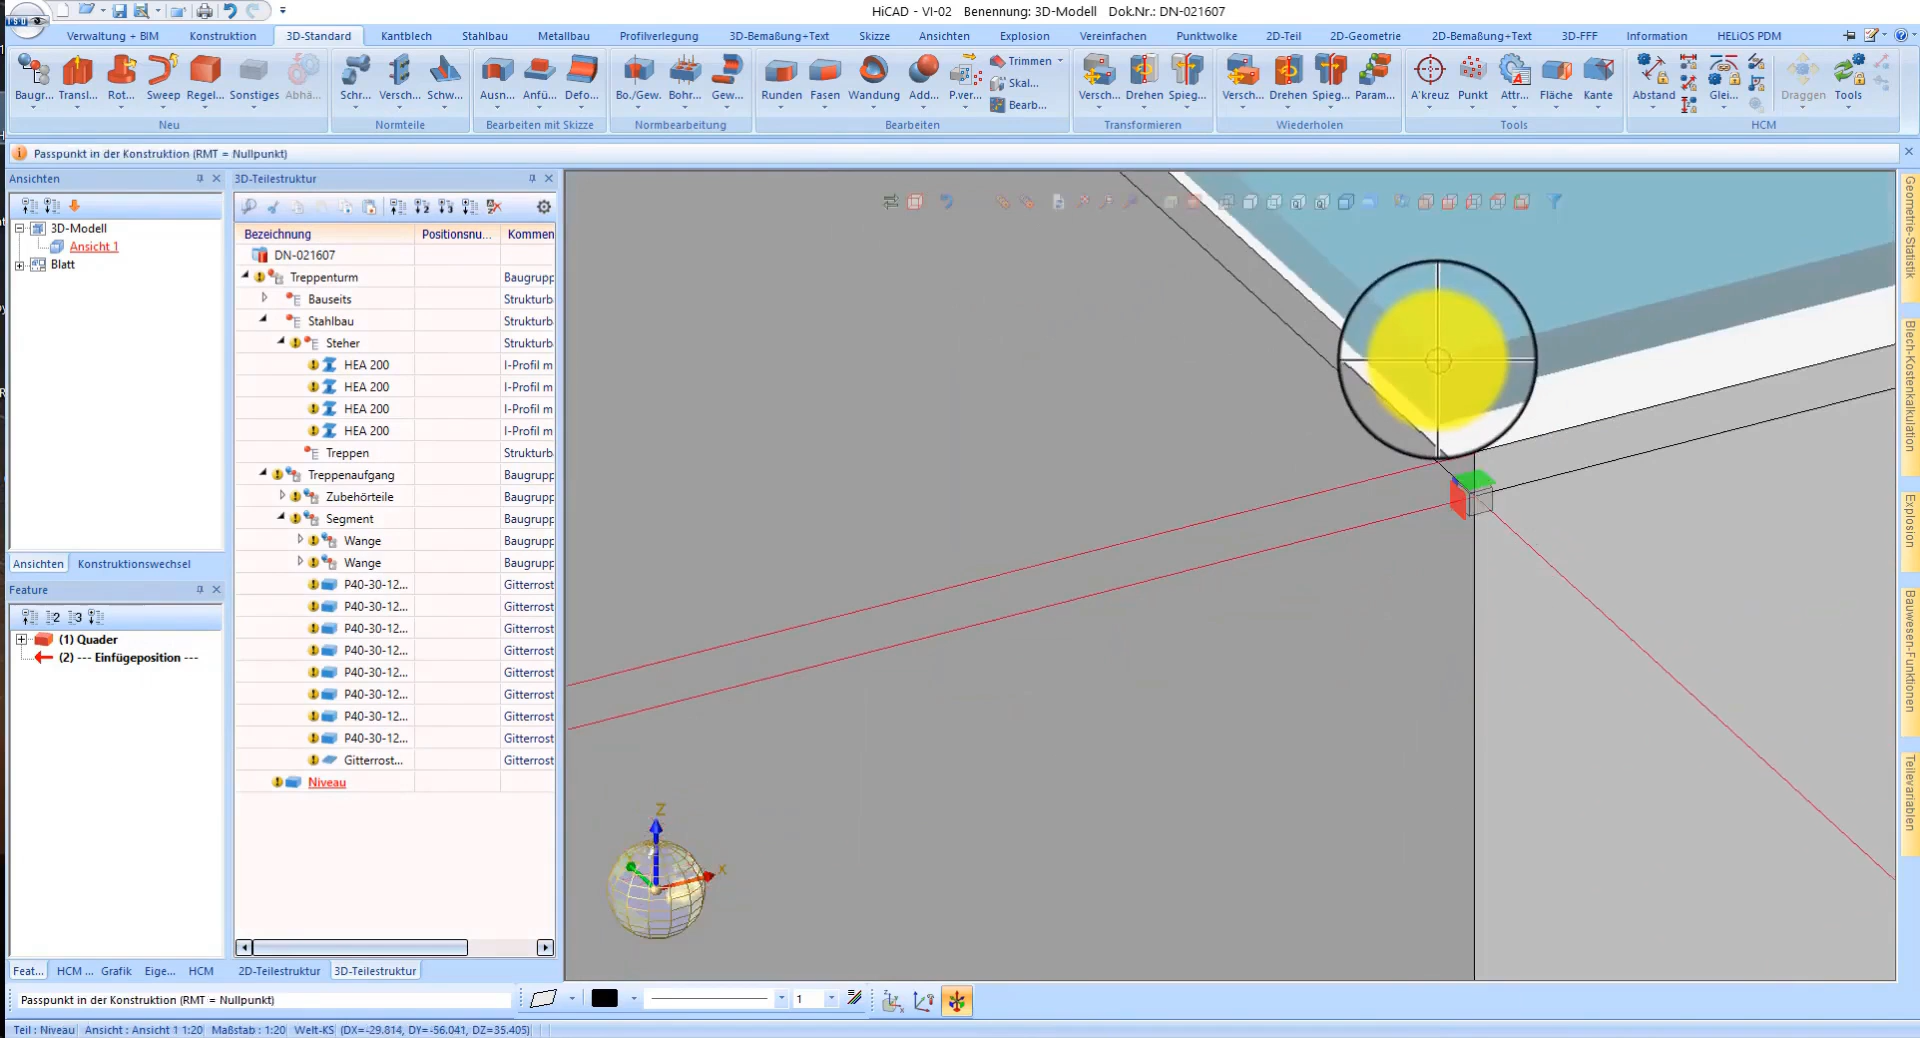 HiCAD - VI-02   Benennung: 3D-Modell   Dok.Nr.: DN-021607
ISD
Verwaltung + BIM   Konstruktion   3D-Standard   Kantblech   Stahlbau   Metallbau   Profilverlegung   3D-Bemaßung+Text   Skizze   Ansichten   Explosion   Vereinfachen   Punktwolke   2D-Teil   2D-Geometrie   2D-Bemaßung+Text   3D-FFF   Information   HELiOS PDM
Trimmen
Skal...
Bearb...
Baugr...   Transl...   Rot...   Sweep   Regel...   Sonstiges   Abhä...   Schr...   Versch...   Schw...   Ausn...   Anfü...   Defo...   Bo./Gew.   Bohr...   Gew...   Runden   Fasen   Wandung   Add...   P.ver...   Versch...   Drehen   Spieg...   Versch...   Drehen   Spieg...   Param...   A'kreuz   Punkt   Attr...   Fläche   Kante   Abstand   Glei...   Draggen   Tools
Neu   Normteile   Bearbeiten mit Skizze   Normbearbeitung   Bearbeiten   Transformieren   Wiederholen   Tools   HCM
Passpunkt in der Konstruktion (RMT = Nullpunkt)
Ansichten
3D-Modell
Ansicht 1
Blatt
Ansichten   Konstruktionswechsel
Feature
(1) Quader
(2) --- Einfügeposition ---
Feat...   HCM ...   Grafik   Eige...   HCM
3D-Teilestruktur
Bezeichnung   Positionsnu...   Kommen
DN-021607
Treppenturm   Baugrupp
Bauseits   Strukturb
Stahlbau   Strukturb
Steher   Strukturb
HEA 200   I-Profil m
HEA 200   I-Profil m
HEA 200   I-Profil m
HEA 200   I-Profil m
Treppen   Strukturb
Treppenaufgang   Baugrupp
Zubehörteile   Baugrupp
Segment   Baugrupp
Wange   Baugrupp
Wange   Baugrupp
P40-30-12...   Gitterrost
P40-30-12...   Gitterrost
P40-30-12...   Gitterrost
P40-30-12...   Gitterrost
P40-30-12...   Gitterrost
P40-30-12...   Gitterrost
P40-30-12...   Gitterrost
P40-30-12...   Gitterrost
Gitterrost...   Gitterrost
Niveau
2D-Teilestruktur   3D-Teilestruktur
Z
X
Geometrie-Statistik
Blech-Kostenkalkulation
Explosion
Bauwesen-Funktionen
Teilevariablen
Passpunkt in der Konstruktion (RMT = Nullpunkt)   1
Teil : Niveau   Ansicht : Ansicht 1 1:20   Maßstab : 1:20   Welt-KS   (DX=-29.814, DY=-56.041, DZ=35.405)